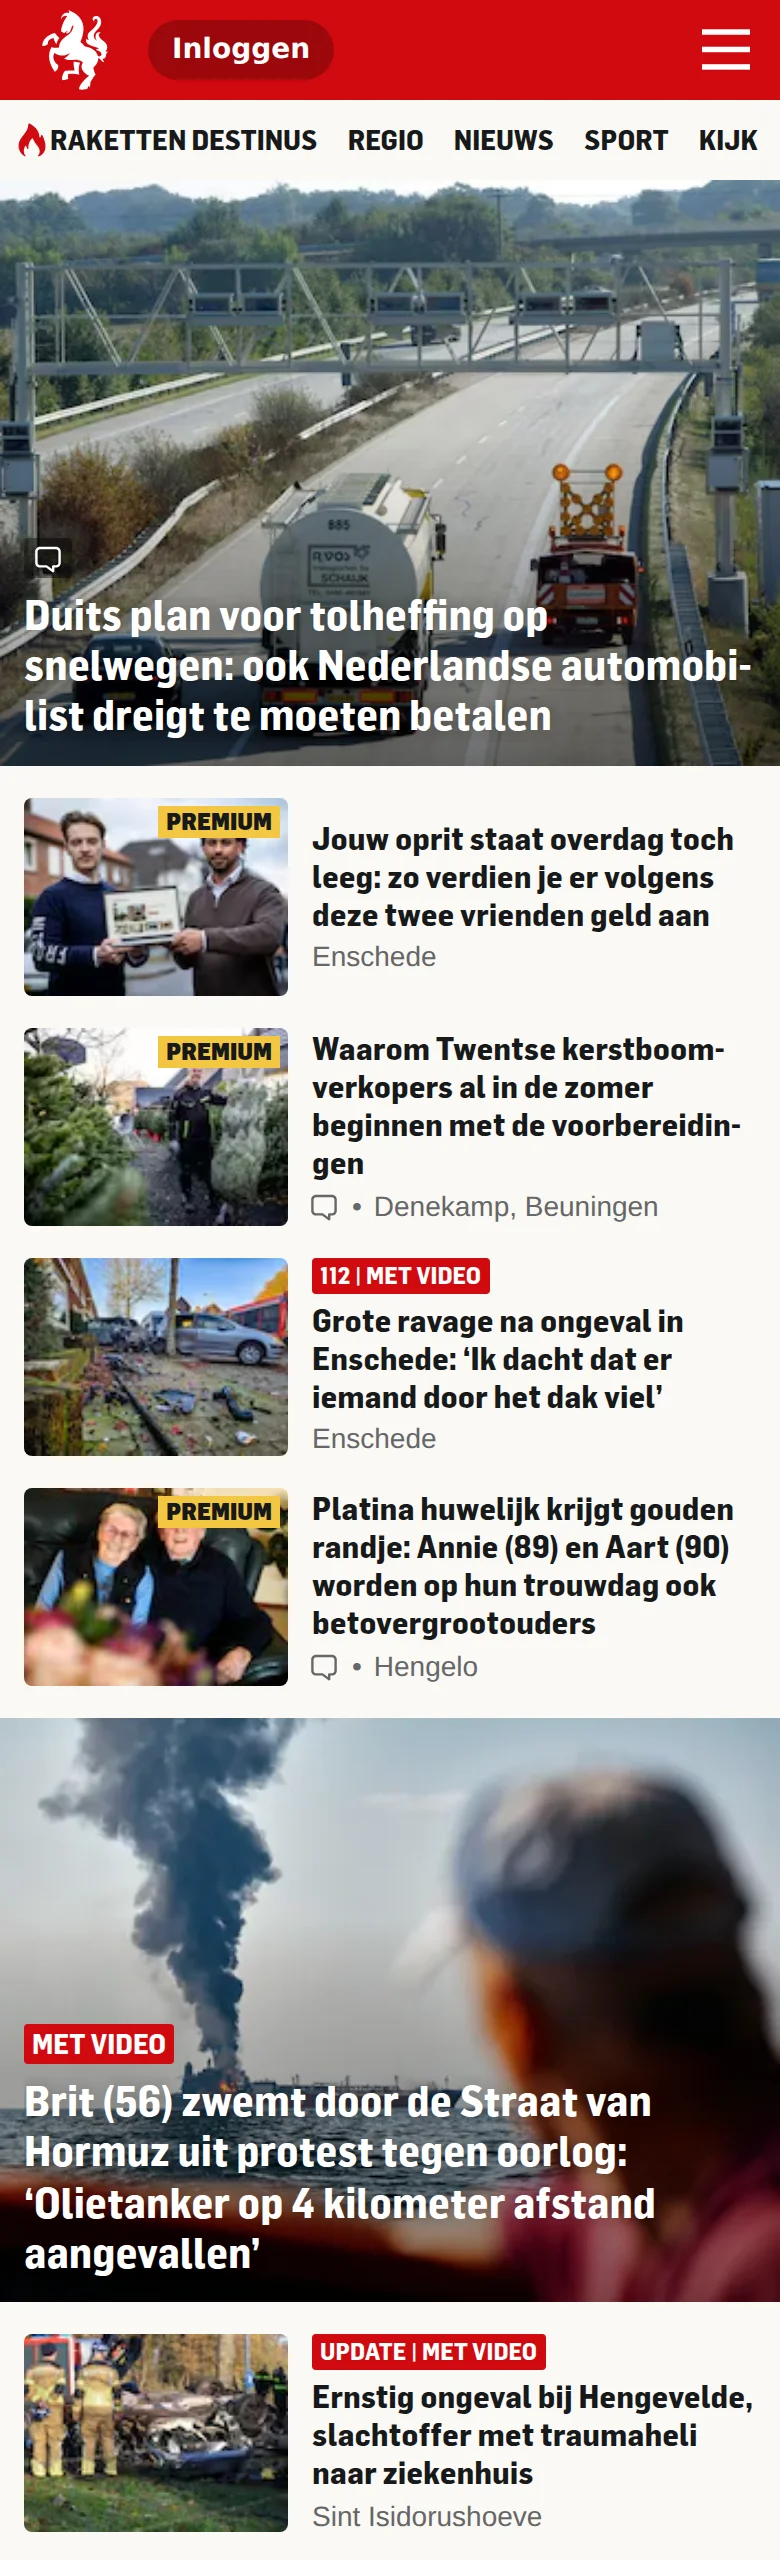 Inloggen
RAKETTEN DESTINUS REGIO NIEUWS SPORT KIJK
885
Duits plan voor tolheffing op
snelwegen: ook Nederlandse automobi-
list dreigt te moeten betalen
PREMIUM
Jouw oprit staat overdag toch
leeg: zo verdien je er volgens
deze twee vrienden geld aan
Enschede
PREMIUM
Waarom Twentse kerstboom-
verkopers al in de zomer
beginnen met de voorbereidin-
gen
• Denekamp, Beuningen
112 | MET VIDEO
Grote ravage na ongeval in
Enschede: ‘Ik dacht dat er
iemand door het dak viel’
Enschede
PREMIUM
Platina huwelijk krijgt gouden
randje: Annie (89) en Aart (90)
worden op hun trouwdag ook
betovergrootouders
• Hengelo
MET VIDEO
Brit (56) zwemt door de Straat van
Hormuz uit protest tegen oorlog:
‘Olietanker op 4 kilometer afstand
aangevallen’
UPDATE | MET VIDEO
Ernstig ongeval bij Hengevelde,
slachtoffer met traumaheli
naar ziekenhuis
Sint Isidorushoeve